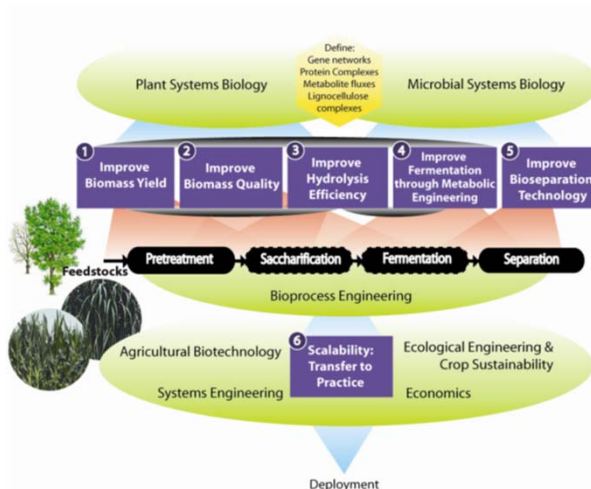 Define:
Gene networks
Protein Complexes
Metabolite fluxes
Lignocellulose
complexes
Plant Systems Biology
Microbial Systems Biology
1
Improve
Biomass Yield
2
Improve
Biomass Quality
3
Improve
Hydrolysis
Efficiency
4
Improve
Fermentation
through Metabolic
Engineering
5
Improve
Bioseparation
Technology
Feedstocks
Pretreatment
Saccharification
Fermentation
Separation
Bioprocess Engineering
Agricultural Biotechnology
Systems Engineering
6
Scalability:
Transfer to
Practice
Ecological Engineering &
Crop Sustainability
Economics
Deployment